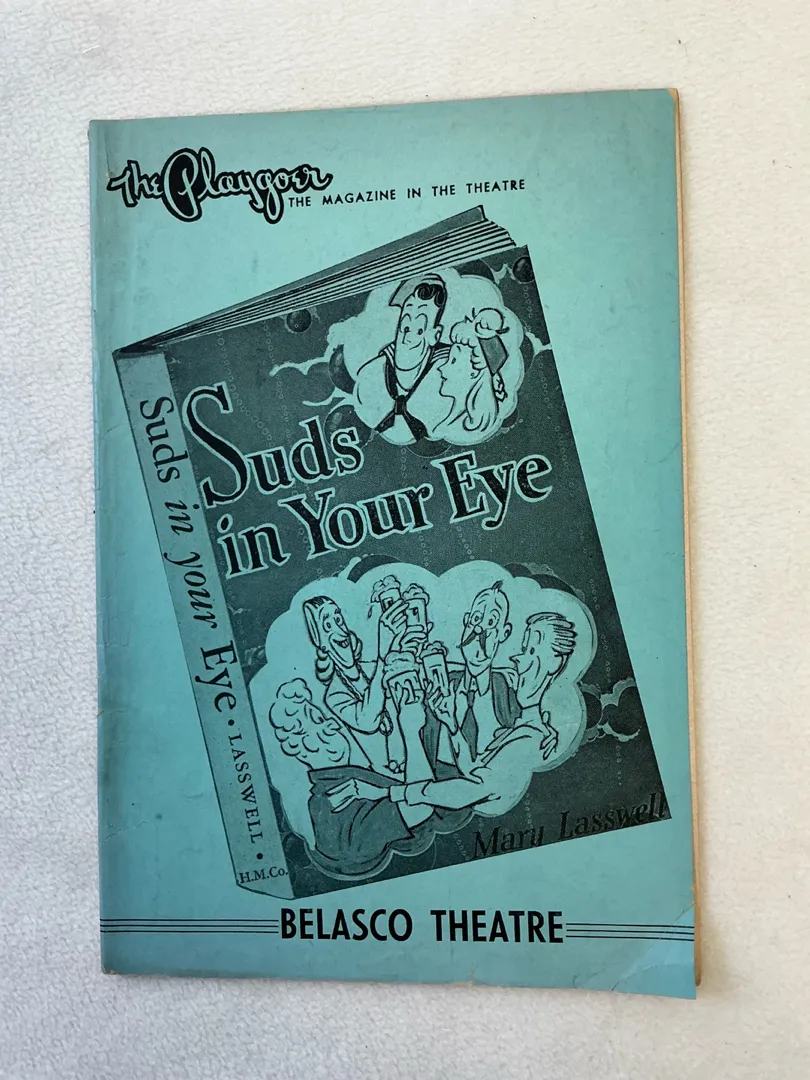 The Playgoer
THE MAGAZINE IN THE THEATRE
Suds in your Eye • LASSWELL •
H.M.Co.
Suds
in Your Eye
Mary Lasswell
BELASCO THEATRE